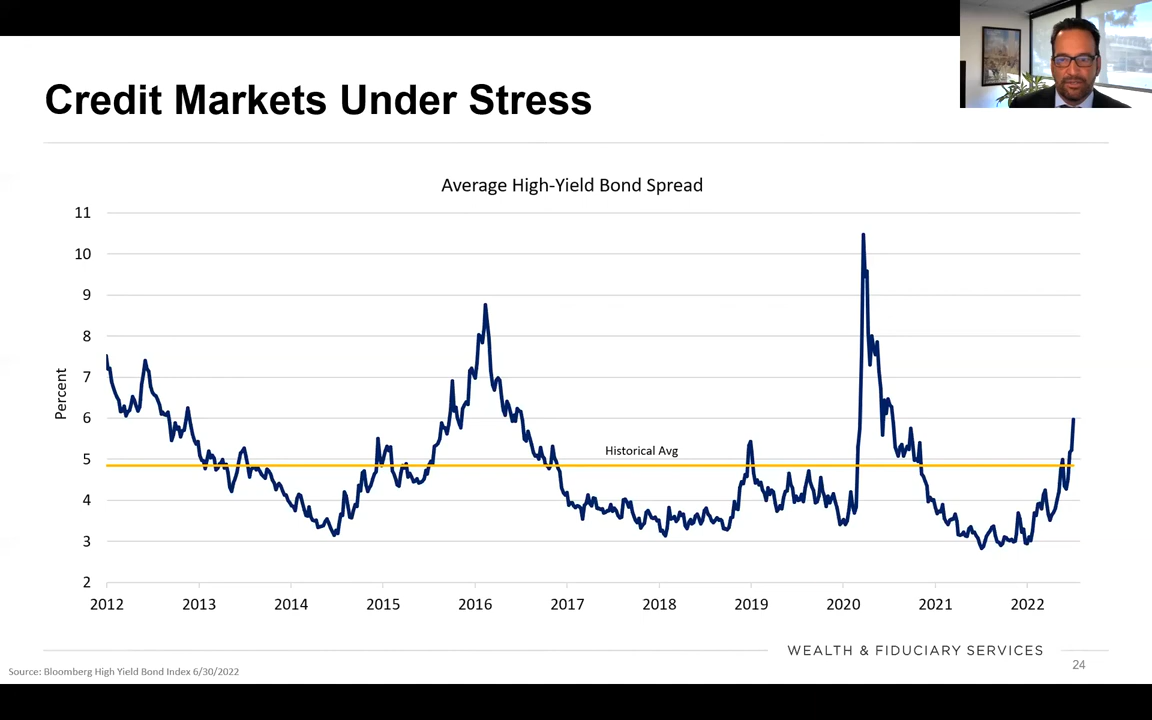 Credit Markets Under Stress
Average High-Yield Bond Spread
11
10
9
8
7
6
5
4
3
2
Percent
Historical Avg
2012 2013 2014 2015 2016 2017 2018 2019 2020 2021 2022
WEALTH & FIDUCIARY SERVICES
Source: Bloomberg High Yield Bond Index 6/30/2022
24